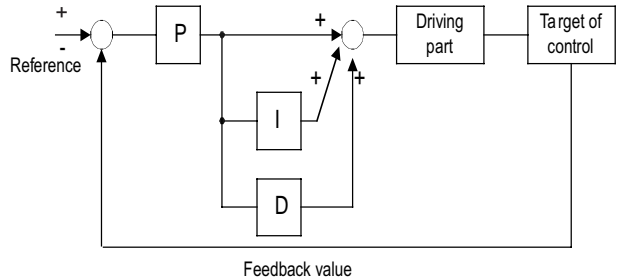 +
-
Reference
P
+
Driving
part
Target of
control
+
+
I
D
Feedback value